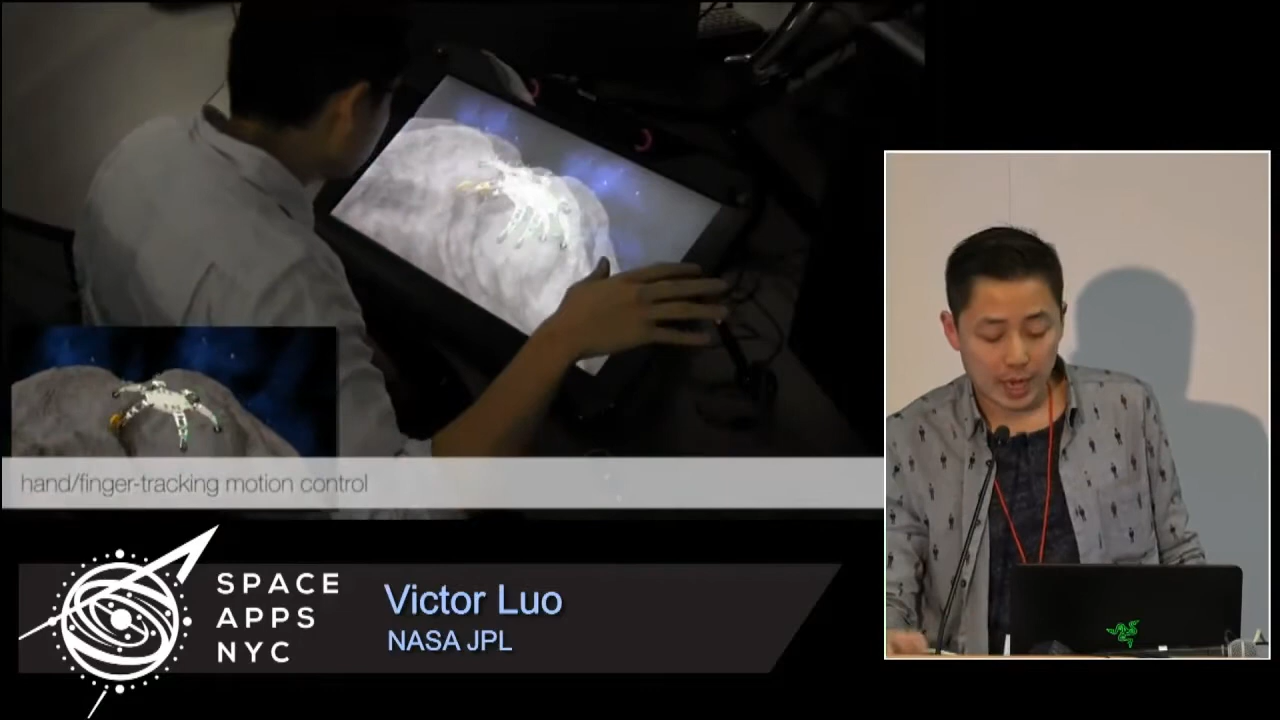 hand/finger-tracking motion control
SPACE
APPS
NYC
Victor Luo
NASA JPL